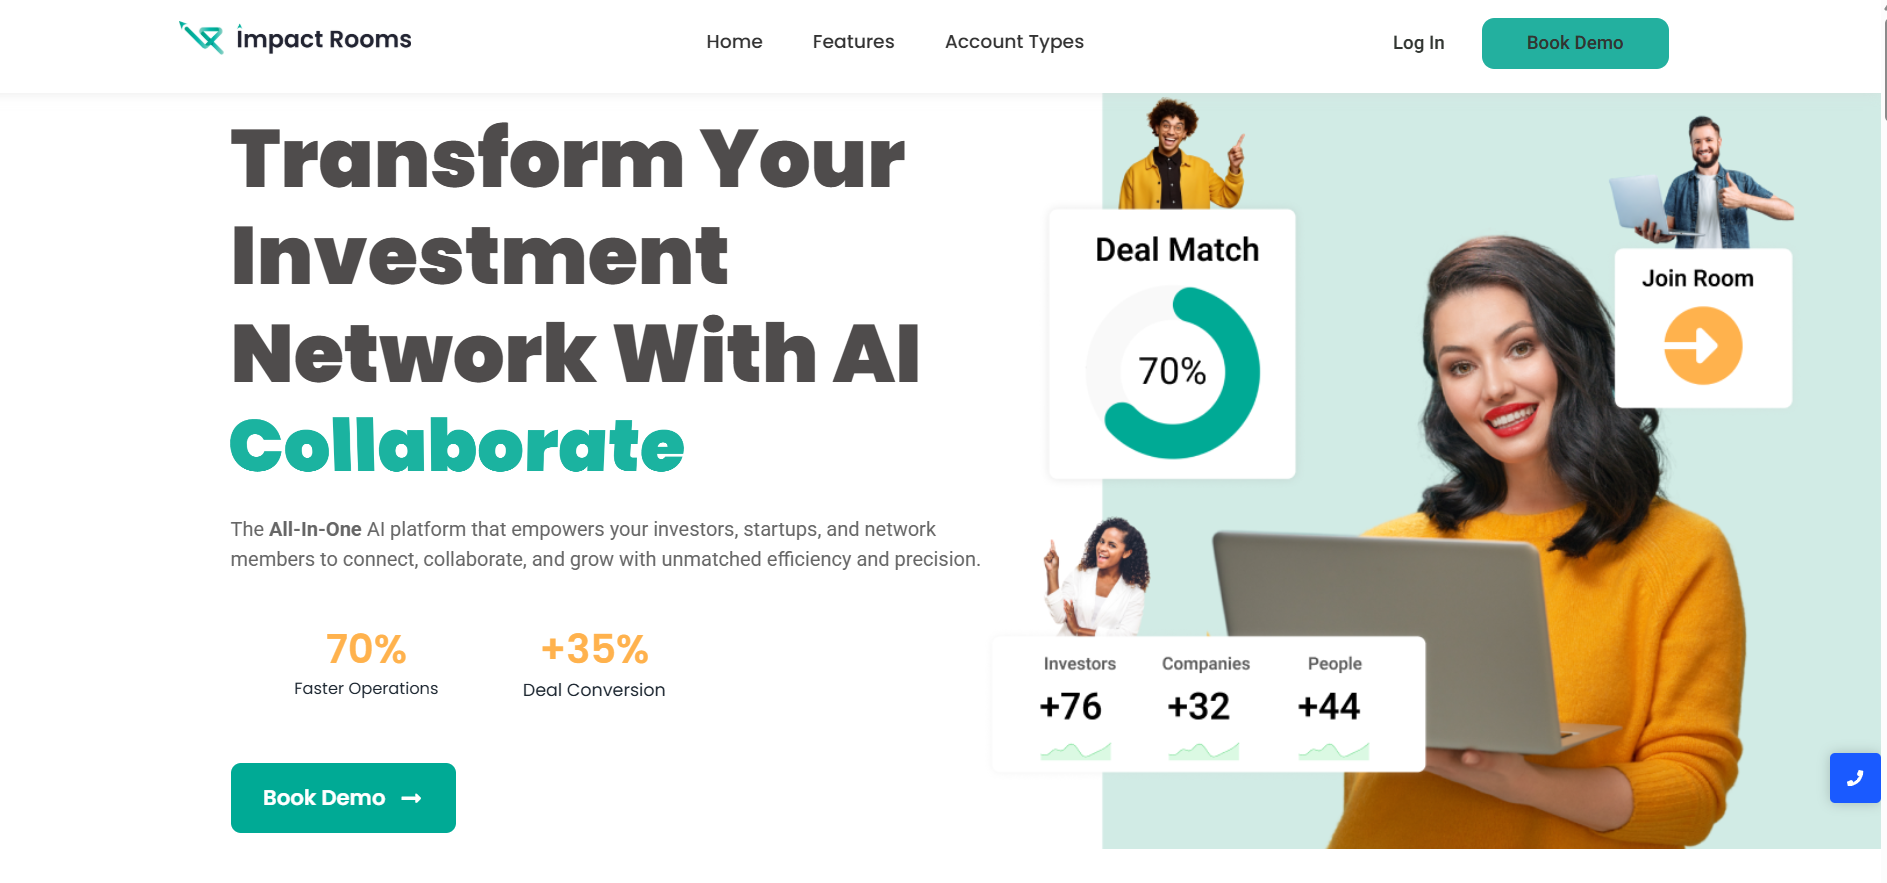 Impact Rooms
Home
Features
Account Types
Log In
Book Demo
Transform Your
Investment
Network With AI
Collaborate
The All-In-One AI platform that empowers your investors, startups, and network
members to connect, collaborate, and grow with unmatched efficiency and precision.
70%
Faster Operations
+35%
Deal Conversion
Book Demo
Deal Match
70%
Join Room
Investors
+76
Companies
+32
People
+44